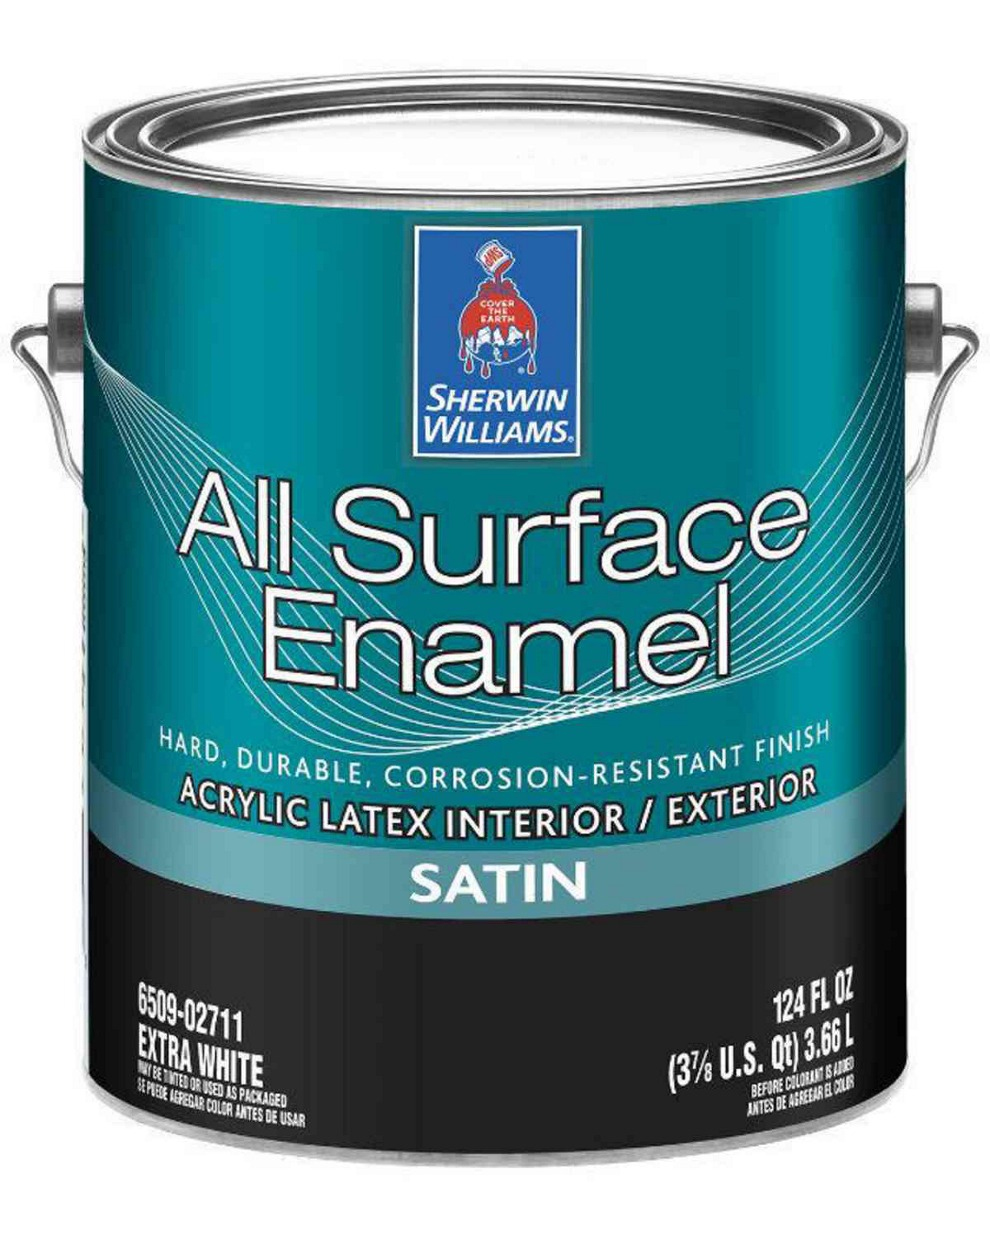 SWP
COVER
THE
EARTH
SHERWIN
WILLIAMS®
All Surface
Enamel
HARD, DURABLE, CORROSION-RESISTANT FINISH
ACRYLIC LATEX INTERIOR / EXTERIOR
SATIN
6509-02711
EXTRA WHITE
MAY BE TINTED OR USED AS PACKAGED
SE PUEDE AGREGAR COLOR ANTES DE USAR
124 FL OZ
(3⅞ U.S. Qt) 3.66 L
BEFORE COLORANT IS ADDED
ANTES DE AGREGAR EL COLOR